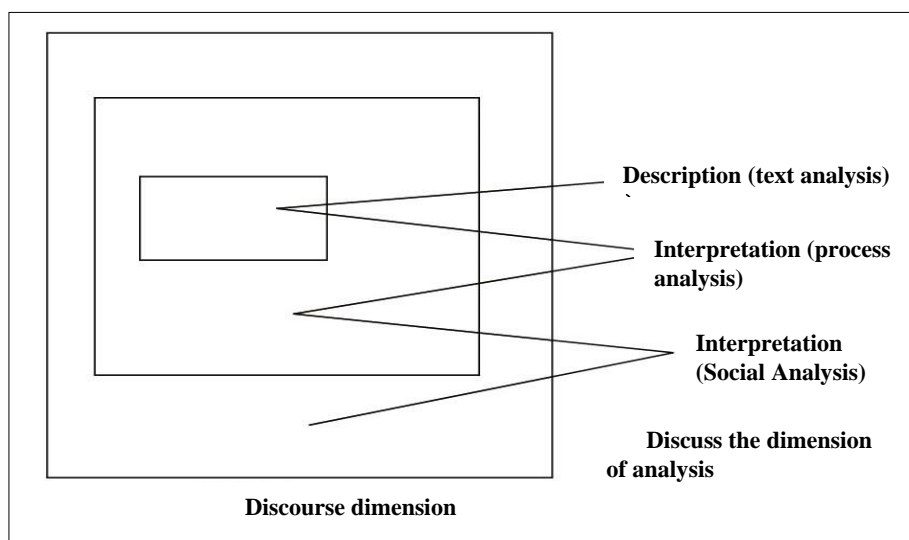 Description (text analysis)
`
Interpretation (process
analysis)
Interpretation
(Social Analysis)
Discuss the dimension
of analysis
Discourse dimension